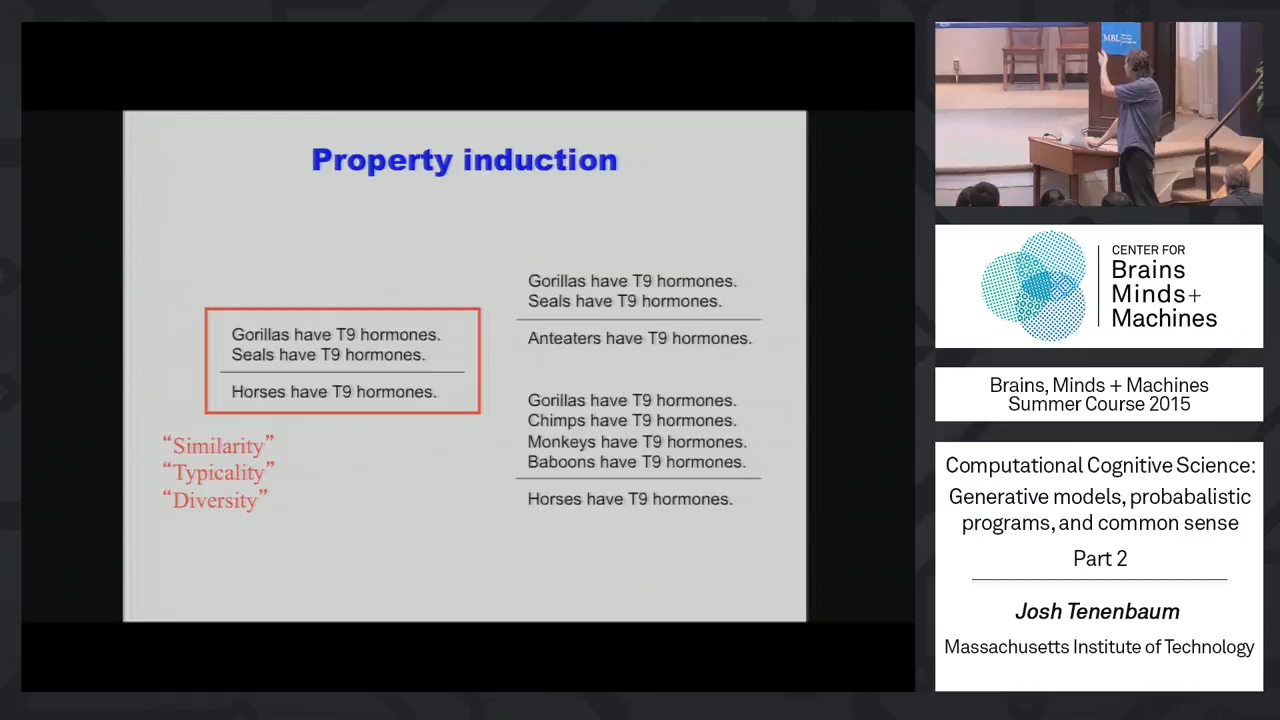 Property induction
Gorillas have T9 hormones.
Seals have T9 hormones.
Horses have T9 hormones.
"Similarity"
"Typicality"
"Diversity"
Gorillas have T9 hormones.
Seals have T9 hormones.
Anteaters have T9 hormones.
Gorillas have T9 hormones.
Chimps have T9 hormones.
Monkeys have T9 hormones.
Baboons have T9 hormones.
Horses have T9 hormones.
MBL
CENTER FOR
Brains
Minds+
Machines
Brains, Minds + Machines
Summer Course 2015
Computational Cognitive Science:
Generative models, probabalistic
programs, and common sense
Part 2
Josh Tenenbaum
Massachusetts Institute of Technology